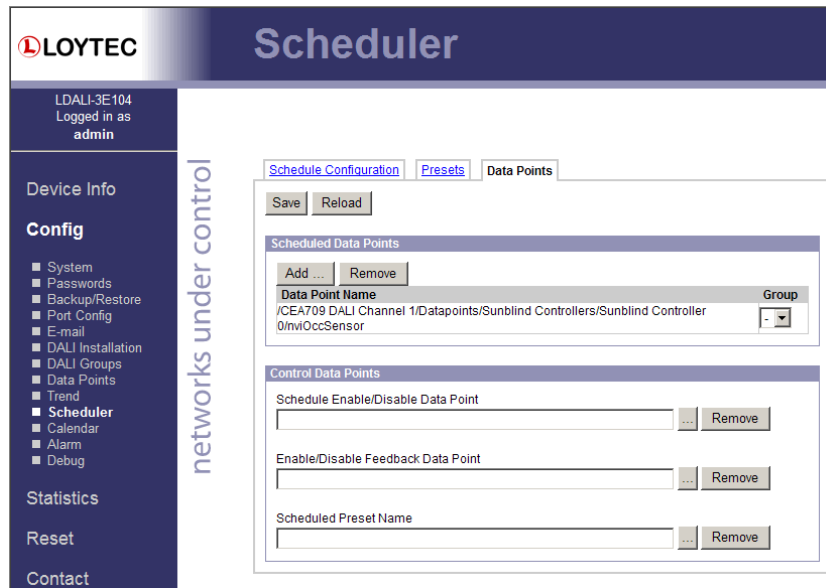 LOYTEC
Scheduler
LDALI-3E104
Logged in as
admin
Device Info
Config
System
Passwords
Backup/Restore
Port Config
E-mail
DALI Installation
DALI Groups
Data Points
Trend
Scheduler
Calendar
Alarm
Debug
Statistics
Reset
Contact
networks under control
Schedule Configuration
Presets
Data Points
Save
Reload
Scheduled Data Points
Add ...
Remove
Data Point Name
Group
/CEA709 DALI Channel 1/Datapoints/Sunblind Controllers/Sunblind Controller
0/nviOccSensor
-
Control Data Points
Schedule Enable/Disable Data Point
...
Remove
Enable/Disable Feedback Data Point
...
Remove
Scheduled Preset Name
...
Remove